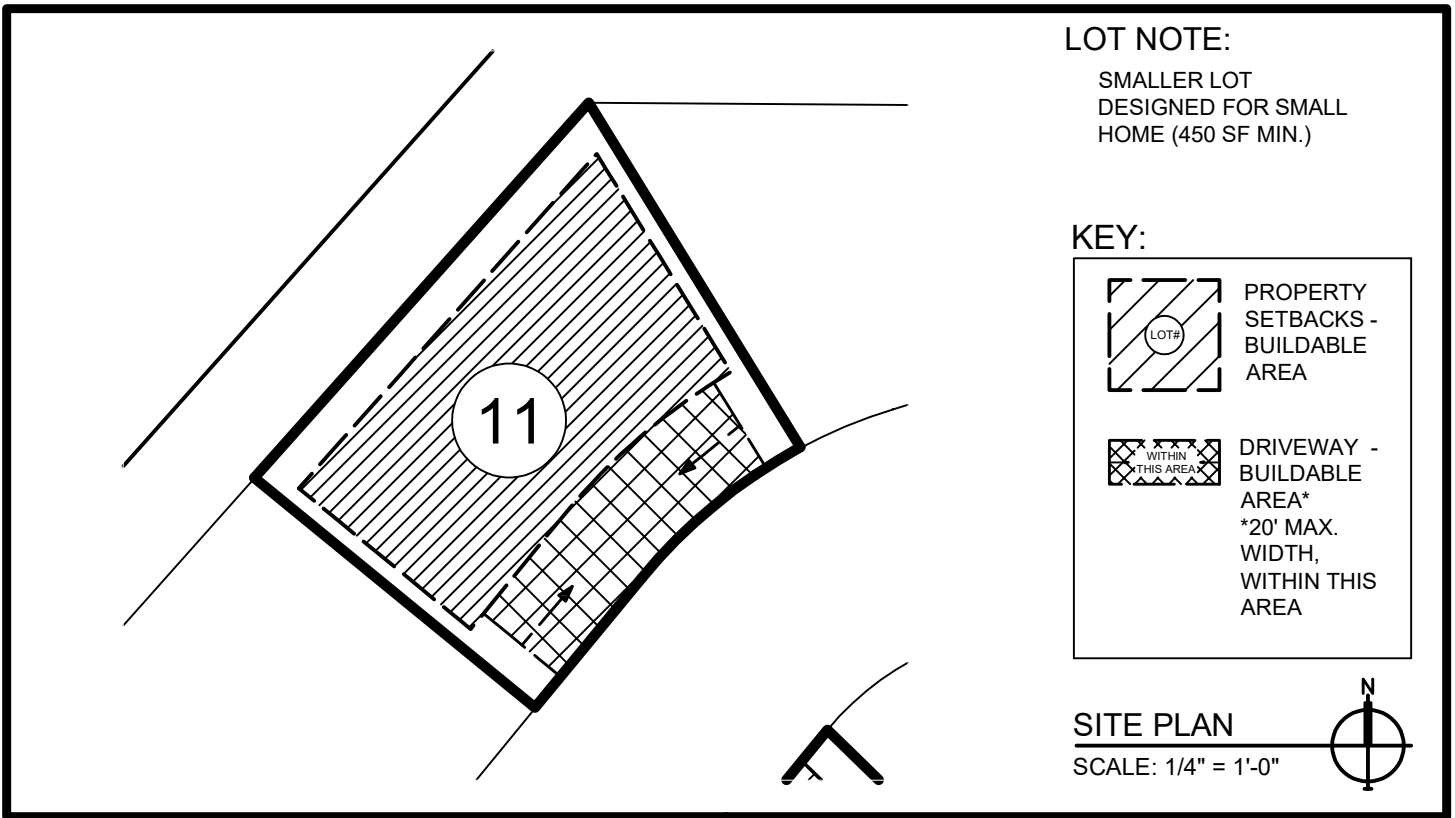 LOT NOTE:
SMALLER LOT
DESIGNED FOR SMALL
HOME (450 SF MIN.)
11
KEY:
LOT#
PROPERTY
SETBACKS -
BUILDABLE
AREA
WITHIN
THIS AREA
DRIVEWAY -
BUILDABLE
AREA*
*20' MAX.
WIDTH,
WITHIN THIS
AREA
SITE PLAN
N
SCALE: 1/4" = 1'-0"